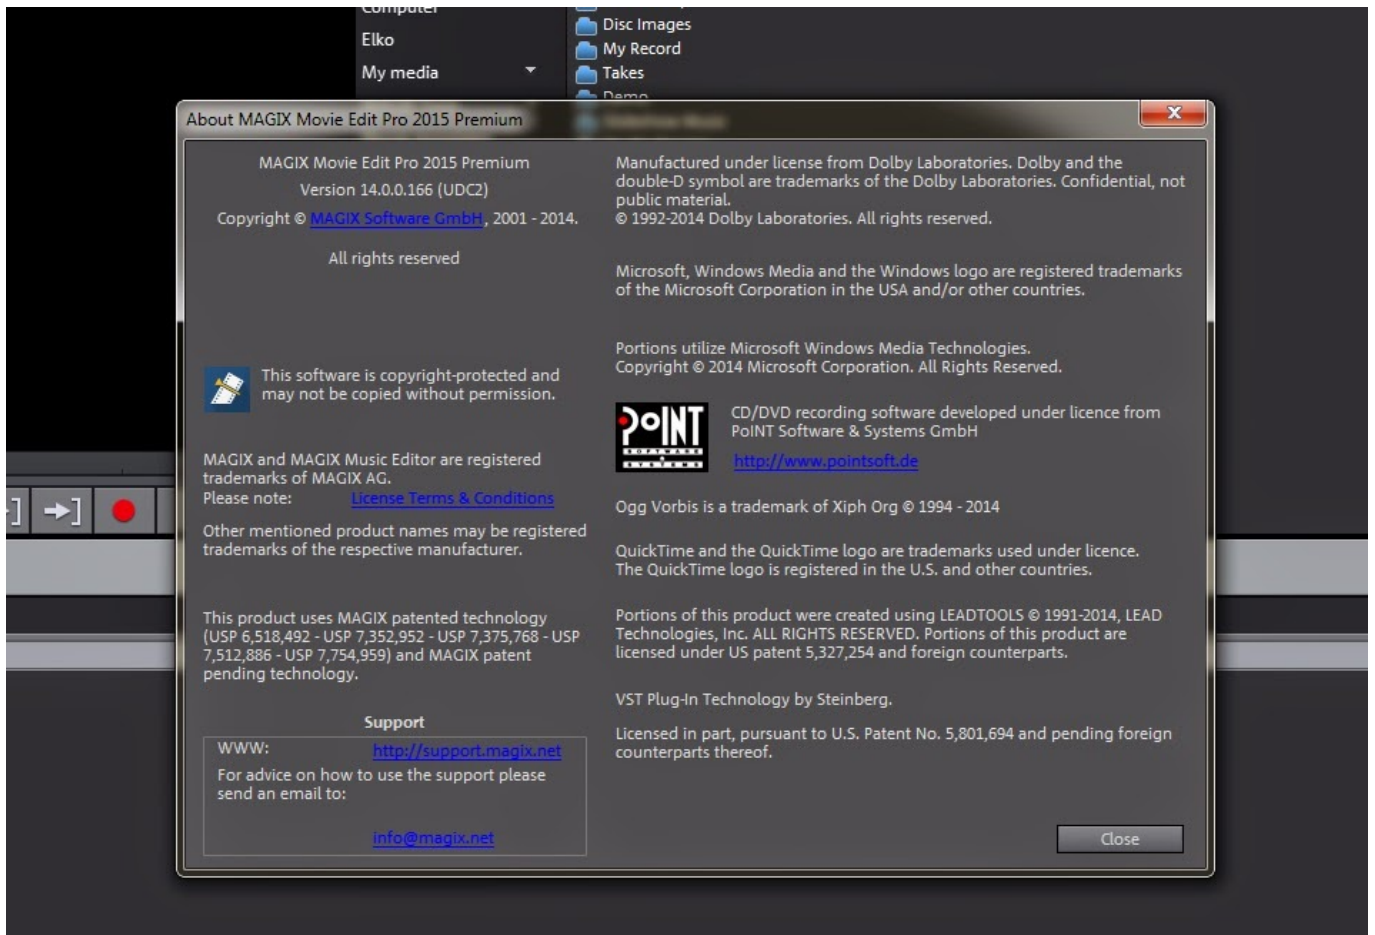 Computer
Elko
My media
Disc Images
My Record
Takes
Demo
About MAGIX Movie Edit Pro 2015 Premium
x
MAGIX Movie Edit Pro 2015 Premium
Version 14.0.0.166 (UDC2)
Copyright © MAGIX Software GmbH, 2001 - 2014.
All rights reserved
This software is copyright-protected and
may not be copied without permission.
MAGIX and MAGIX Music Editor are registered
trademarks of MAGIX AG.
Please note: License Terms & Conditions
Other mentioned product names may be registered
trademarks of the respective manufacturer.
This product uses MAGIX patented technology
(USP 6,518,492 - USP 7,352,952 - USP 7,375,768 - USP
7,512,886 - USP 7,754,959) and MAGIX patent
pending technology.
Support
WWW: http://support.magix.net
For advice on how to use the support please
send an email to:
info@magix.net
Manufactured under license from Dolby Laboratories. Dolby and the
double-D symbol are trademarks of the Dolby Laboratories. Confidential, not
public material.
© 1992-2014 Dolby Laboratories. All rights reserved.
Microsoft, Windows Media and the Windows logo are registered trademarks
of the Microsoft Corporation in the USA and/or other countries.
Portions utilize Microsoft Windows Media Technologies.
Copyright © 2014 Microsoft Corporation. All Rights Reserved.
PoINT
SOFTWARE
&
SYSTEMS
CD/DVD recording software developed under licence from
PoINT Software & Systems GmbH
http://www.pointsoft.de
Ogg Vorbis is a trademark of Xiph Org © 1994 - 2014
QuickTime and the QuickTime logo are trademarks used under licence.
The QuickTime logo is registered in the U.S. and other countries.
Portions of this product were created using LEADTOOLS © 1991-2014, LEAD
Technologies, Inc. ALL RIGHTS RESERVED. Portions of this product are
licensed under US patent 5,327,254 and foreign counterparts.
VST Plug-In Technology by Steinberg.
Licensed in part, pursuant to U.S. Patent No. 5,801,694 and pending foreign
counterparts thereof.
Close